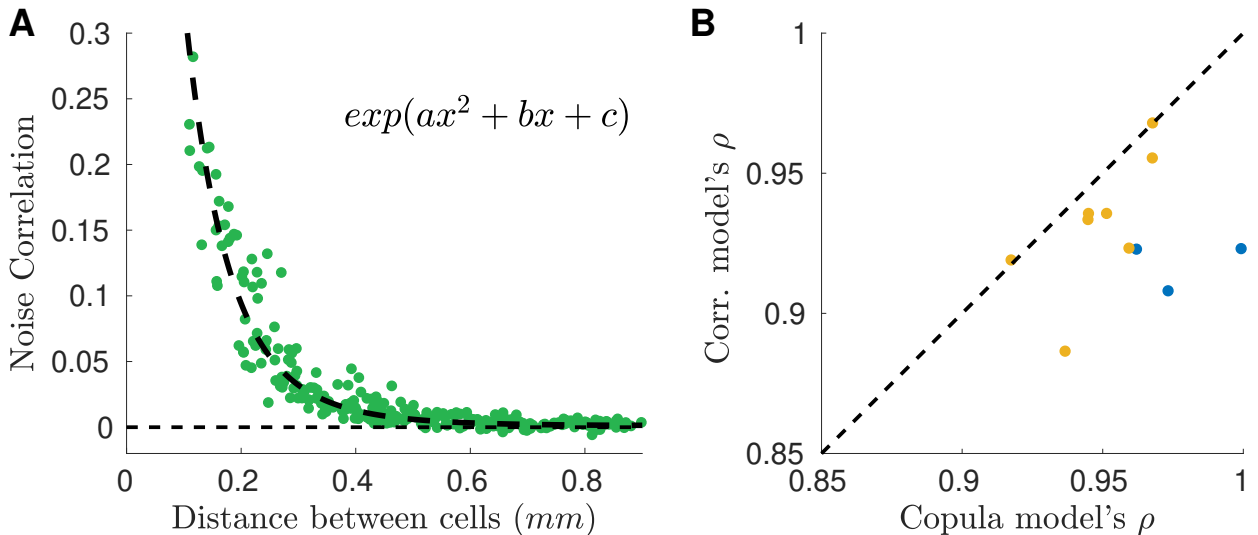 A
0.3
0.25
0.2
0.15
0.1
0.05
0
Noise Correlation
exp(ax² + bx + c)
0 0.2 0.4 0.6 0.8
Distance between cells (mm)
B
1
0.95
0.9
0.85
Corr. model's ρ
0.85 0.9 0.95 1
Copula model's ρ